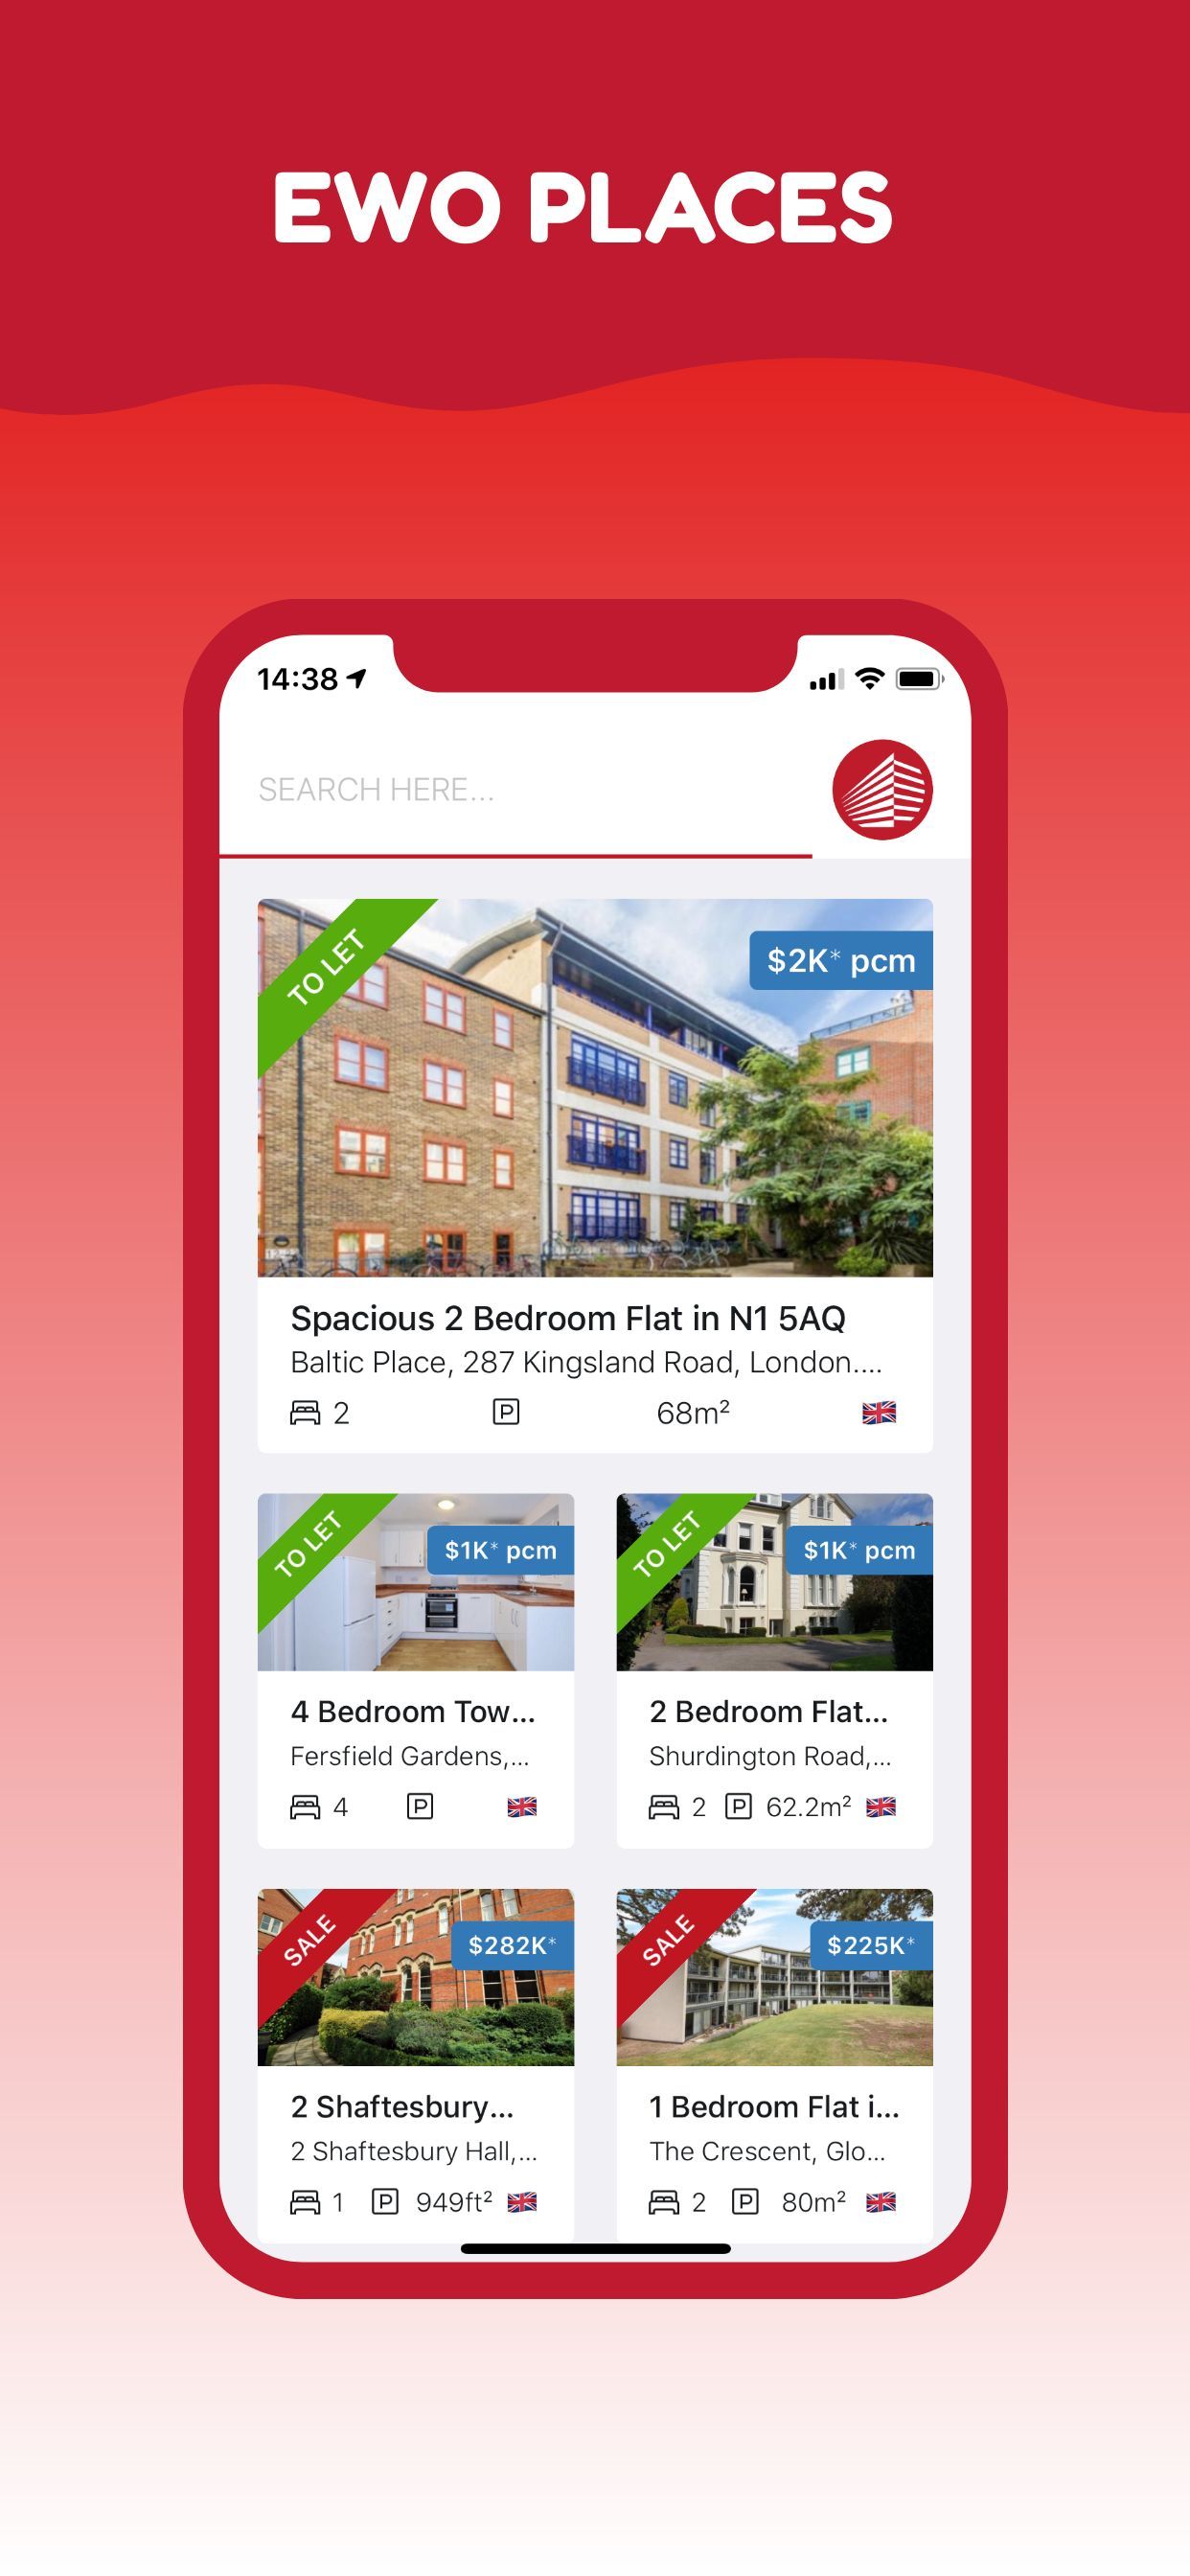 EWO PLACES
14:38
SEARCH HERE...
TO LET
$2K* pcm
Spacious 2 Bedroom Flat in N1 5AQ
Baltic Place, 287 Kingsland Road, London....
2
P
68m²
TO LET
$1K* pcm
4 Bedroom Tow...
Fersfield Gardens,...
4
P
TO LET
$1K* pcm
2 Bedroom Flat...
Shurdington Road,...
2
P
62.2m²
SALE
$282K*
2 Shaftesbury...
2 Shaftesbury Hall,...
1
P
949ft²
SALE
$225K*
1 Bedroom Flat i...
The Crescent, Glo...
2
P
80m²